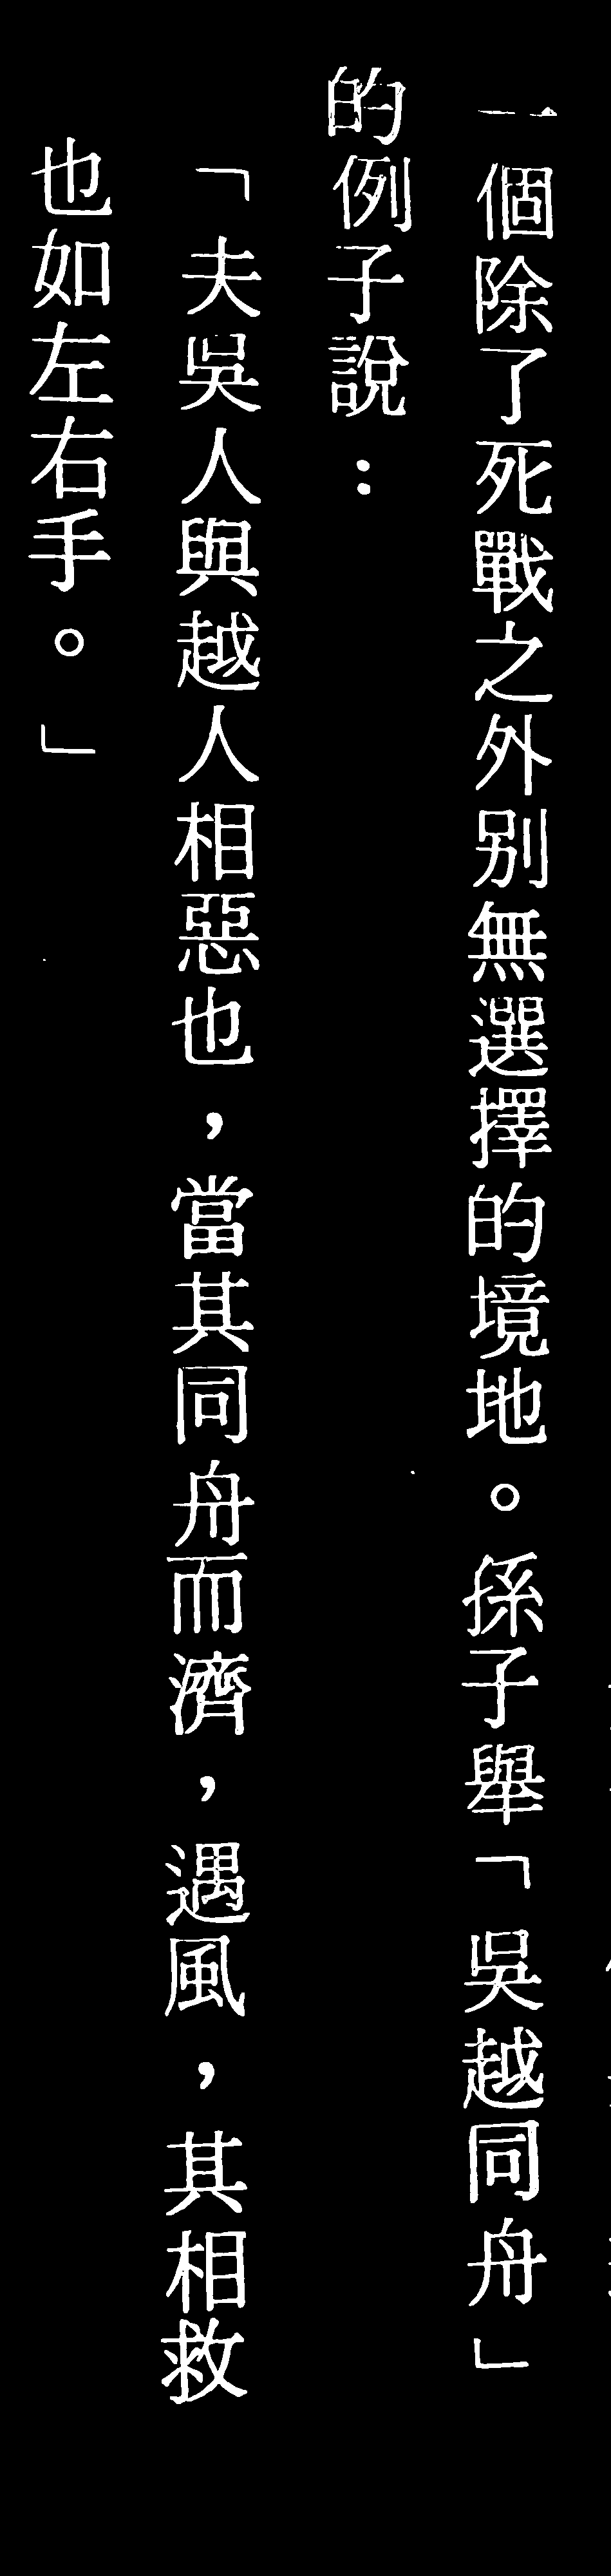 一個除了死戰之外別無選擇的境地。孫子舉「吳越同舟」
的例子說：
「夫吳人與越人相惡也，當其同舟而濟，遇風，其相救
也如左右手。」